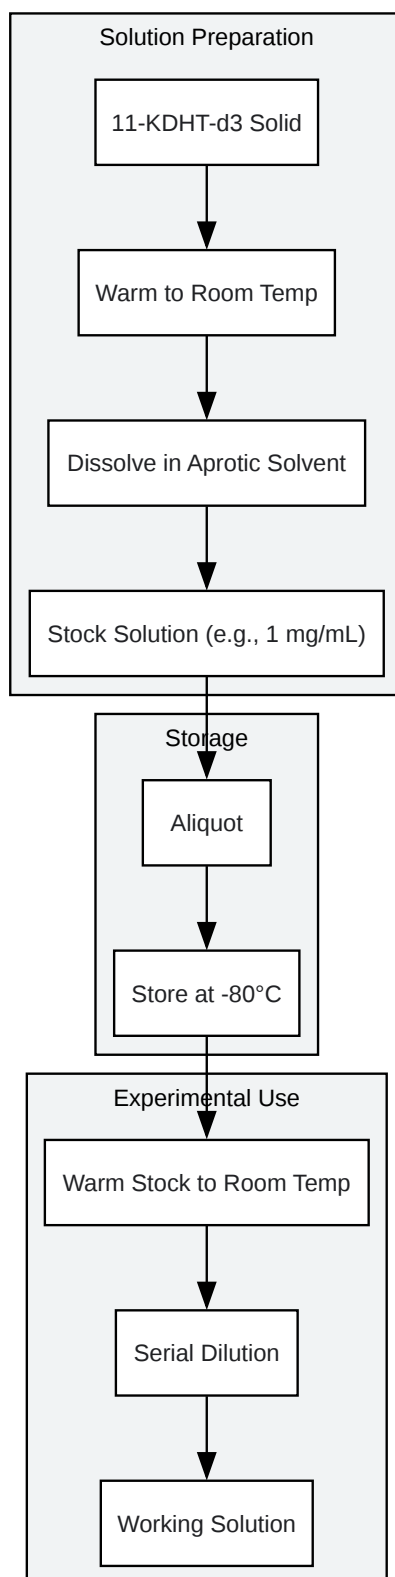 Solution Preparation
11-KDHT-d3 Solid
Warm to Room Temp
Dissolve in Aprotic Solvent
Stock Solution (e.g., 1 mg/mL)
Storage
Aliquot
Store at -80°C
Experimental Use
Warm Stock to Room Temp
Serial Dilution
Working Solution